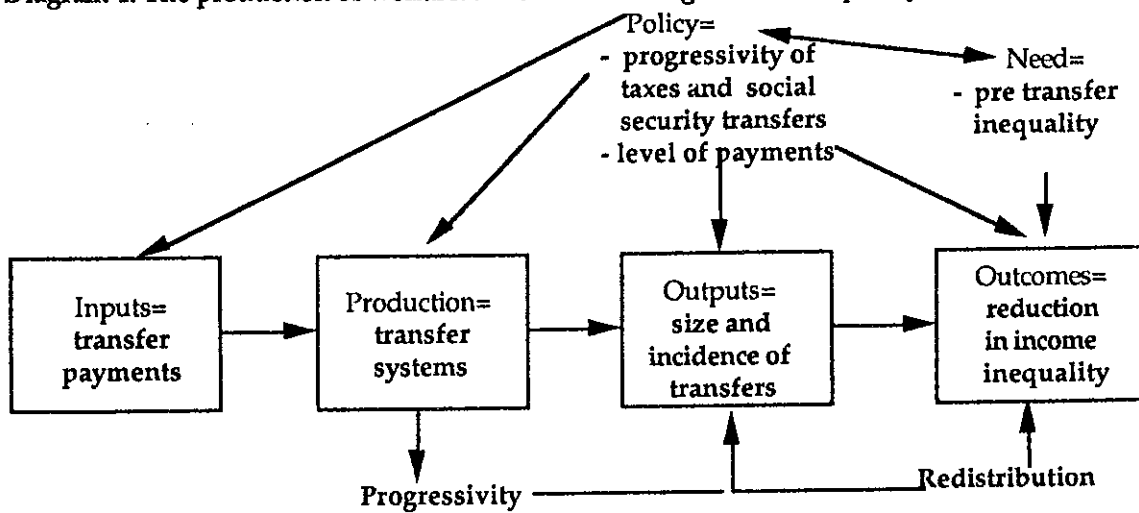 Policy=
- progressivity of
taxes and social
security transfers
- level of payments
Need=
- pre transfer
inequality
Inputs=
transfer
payments
Production=
transfer
systems
Outputs=
size and
incidence of
transfers
Outcomes=
reduction
in income
inequality
Progressivity
Redistribution